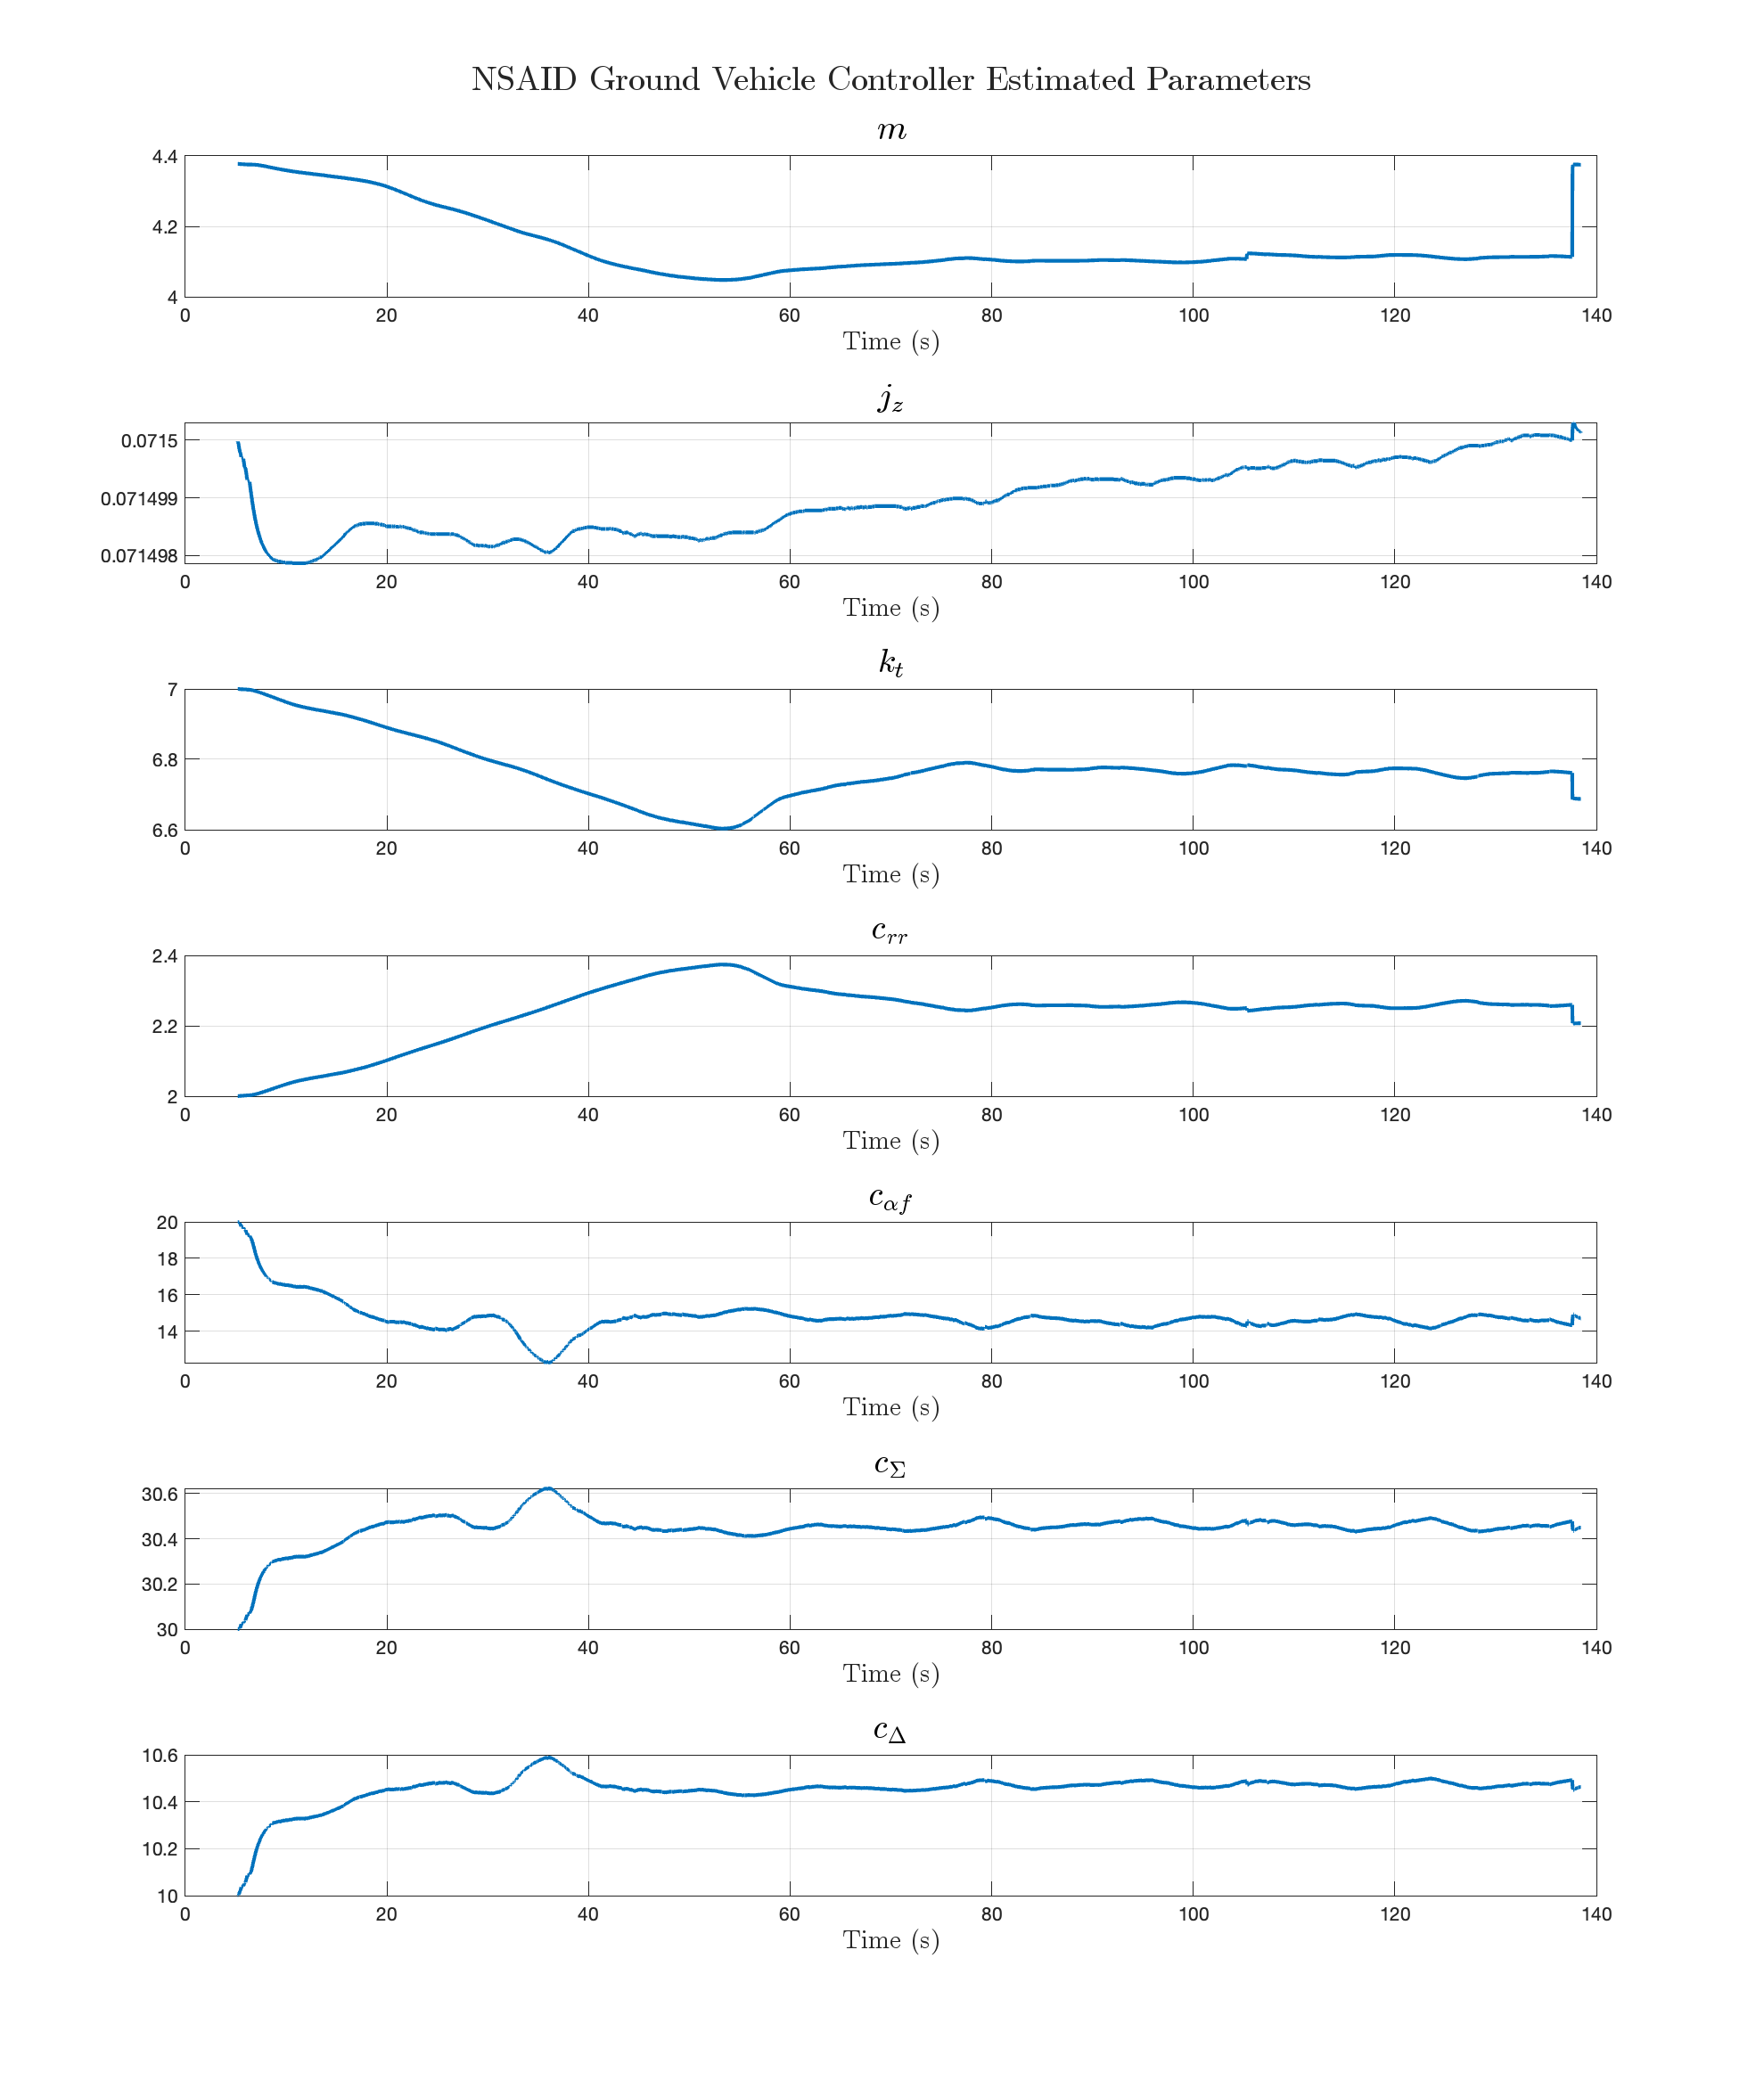 NSAID Ground Vehicle Controller Estimated Parameters
m
4.4
4.2
4
0 20 40 60 80 100 120 140
Time (s)
j_z
0.0715
0.071499
0.071498
0 20 40 60 80 100 120 140
Time (s)
k_t
7
6.8
6.6
0 20 40 60 80 100 120 140
Time (s)
c_rr
2.4
2.2
2
0 20 40 60 80 100 120 140
Time (s)
c_αf
20
18
16
14
0 20 40 60 80 100 120 140
Time (s)
c_Σ
30.6
30.4
30.2
30
0 20 40 60 80 100 120 140
Time (s)
c_Δ
10.6
10.4
10.2
10
0 20 40 60 80 100 120 140
Time (s)